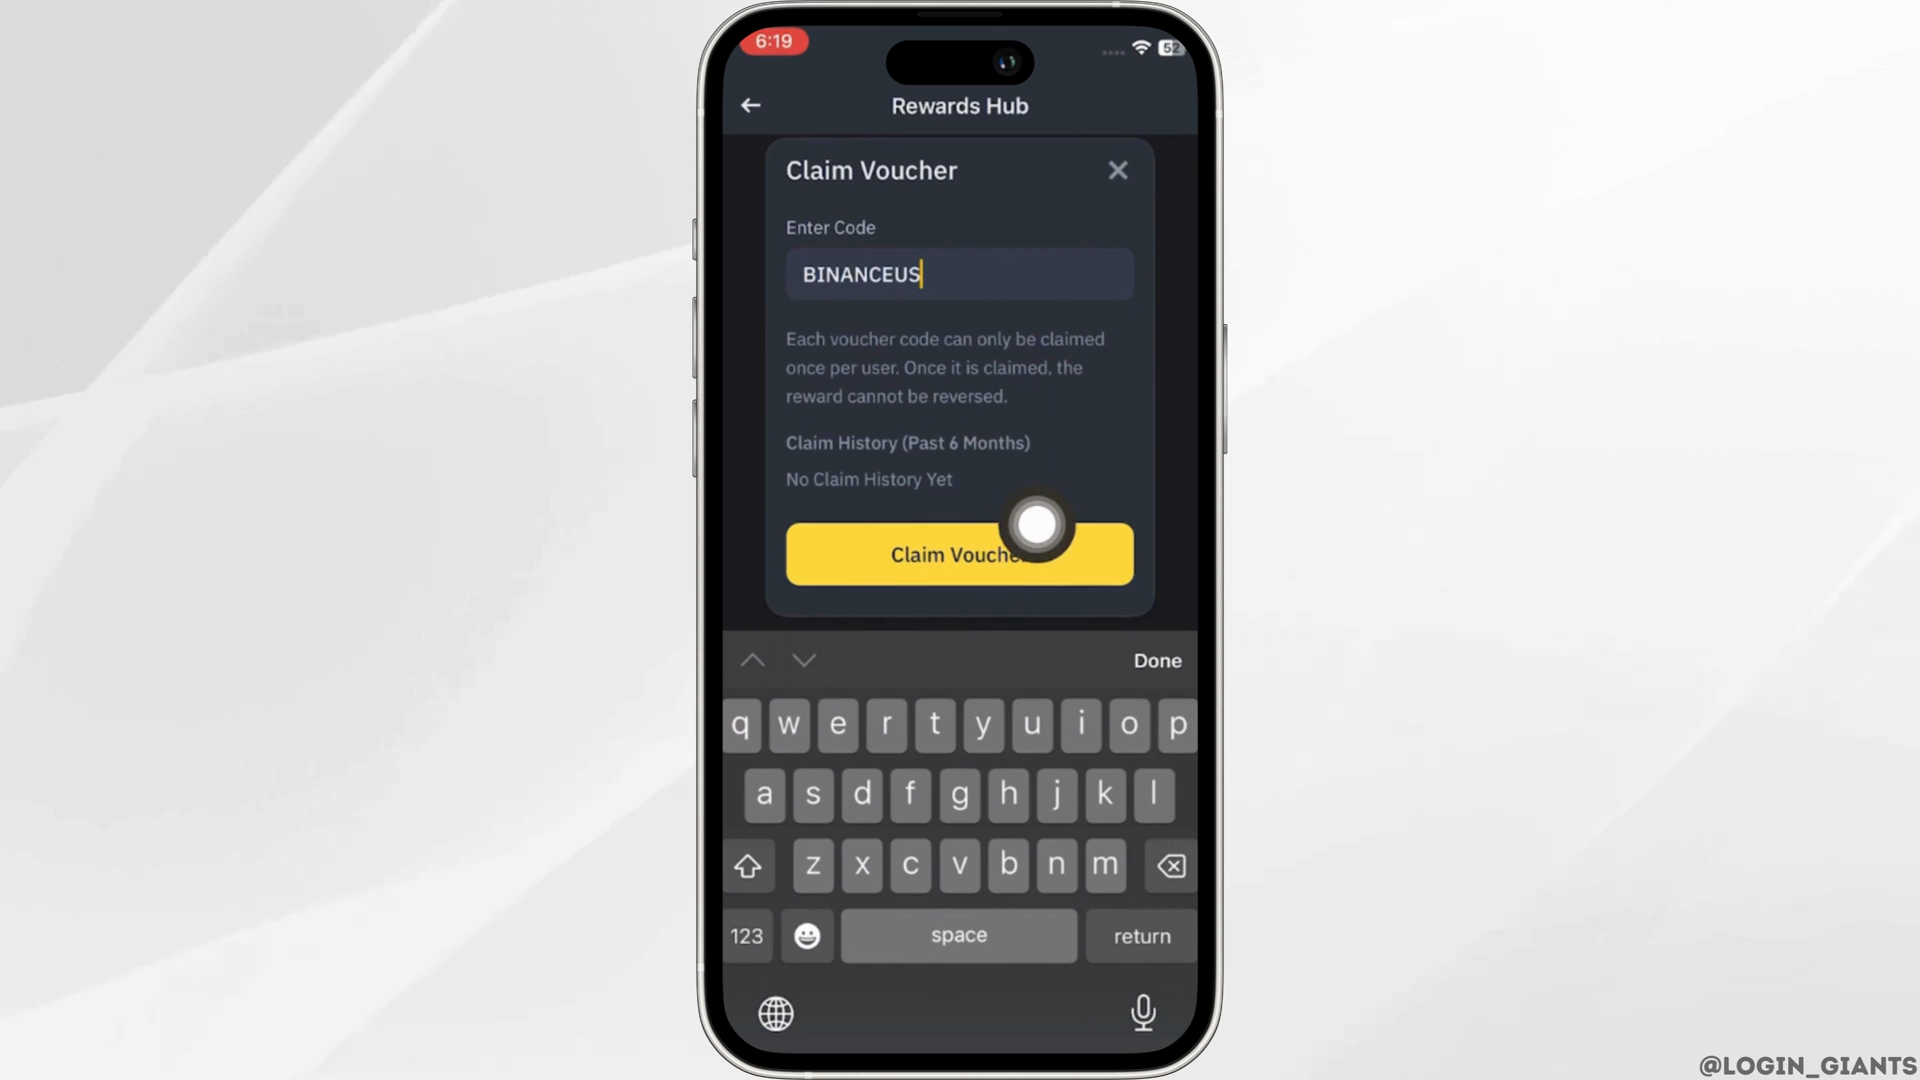 6:19
52
Rewards Hub
Claim Voucher
Enter Code
BINANCEUS
Each voucher code can only be claimed
once per user. Once it is claimed, the
reward cannot be reversed.
Claim History (Past 6 Months)
No Claim History Yet
Claim Vouche
Done
q w e r t y u i o p
a s d f g h j k l
z x c v b n m
123 space return
@LOGIN_GIANTS